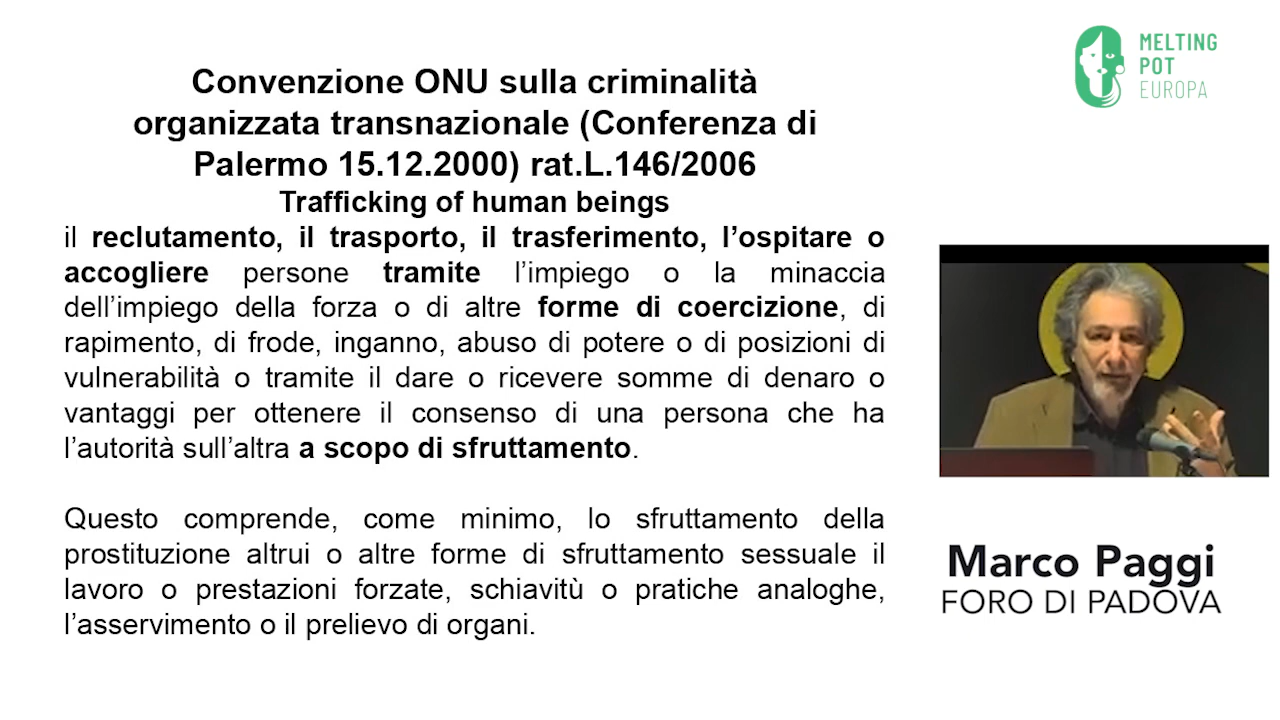 MELTING
POT
EUROPA
Convenzione ONU sulla criminalità
organizzata transnazionale (Conferenza di
Palermo 15.12.2000) rat.L.146/2006
Trafficking of human beings
il reclutamento, il trasporto, il trasferimento, l’ospitare o
accogliere persone tramite l’impiego o la minaccia
dell’impiego della forza o di altre forme di coercizione, di
rapimento, di frode, inganno, abuso di potere o di posizioni di
vulnerabilità o tramite il dare o ricevere somme di denaro o
vantaggi per ottenere il consenso di una persona che ha
l’autorità sull’altra a scopo di sfruttamento.
Questo comprende, come minimo, lo sfruttamento della
prostituzione altrui o altre forme di sfruttamento sessuale il
lavoro o prestazioni forzate, schiavitù o pratiche analoghe,
l’asservimento o il prelievo di organi.
Marco Paggi
FORO DI PADOVA